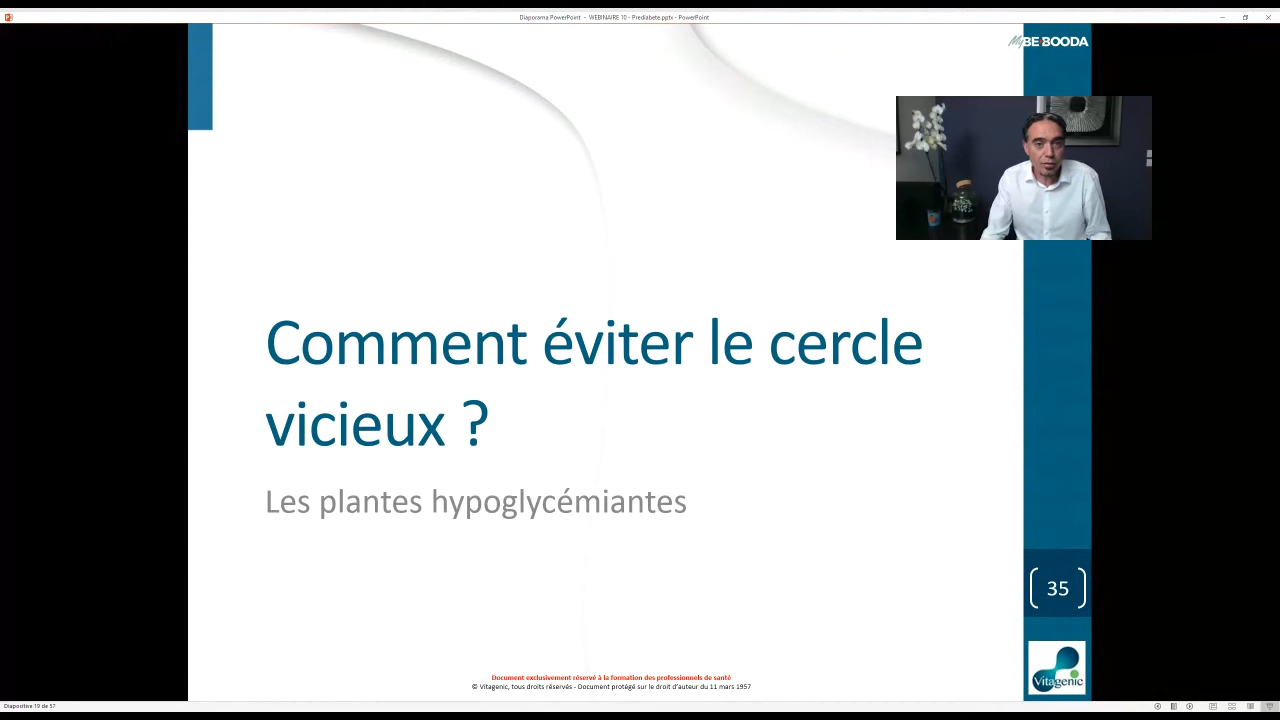 Diaporama PowerPoint - WEBINAIRE 10 - Prediabete.pptx - PowerPoint
My BE-BOODA
Comment éviter le cercle
vicieux ?
Les plantes hypoglycémiantes
35
Vitagenic
Document exclusivement réservé à la formation des professionnels de santé
© Vitagenic, tous droits réservés - Document protégé sur le droit d'auteur du 11 mars 1957
Diapositive 19 de 57